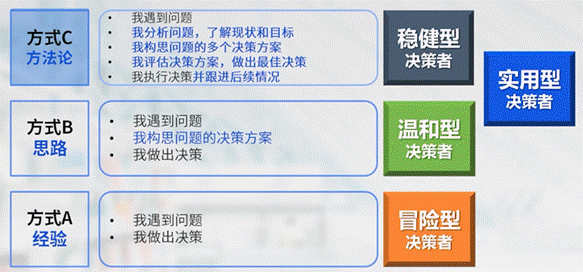 方式C
方法论
• 我遇到问题
• 我分析问题，了解现状和目标
• 我构思问题的多个决策方案
• 我评估决策方案，做出最佳决策
• 我执行决策并跟进后续情况
稳健型
决策者
实用型
决策者
方式B
思路
• 我遇到问题
• 我构思问题的决策方案
• 我做出决策
温和型
决策者
方式A
经验
• 我遇到问题
• 我做出决策
冒险型
决策者